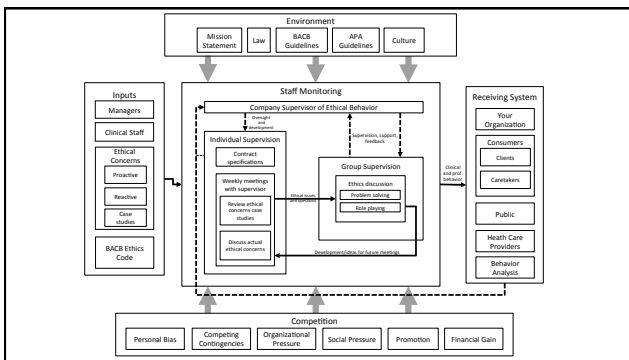 Environment
Mission
Statement
Law
BACB
Guidelines
APA
Guidelines
Culture
Inputs
Managers
Clinical Staff
Ethical
Concerns
Proactive
Reactive
Case
studies
BACB Ethics
Code
Staff Monitoring
Company Supervisor of Ethical Behavior
Oversight
and
development
Supervision, support,
feedback
Individual Supervision
Contract
specifications
Weekly meetings
with supervisor
Review ethical
concerns case
studies
Discuss actual
ethical concerns
Ethical issues
and questions
Group Supervision
Ethics discussion
Problem solving
Role playing
Development/ideas for future meetings
Clinical
and prof.
behavior
Receiving System
Your
Organization
Consumers
Clients
Caretakers
Public
Heath Care
Providers
Behavior
Analysis
Competition
Personal Bias
Competing
Contingencies
Organizational
Pressure
Social Pressure
Promotion
Financial Gain